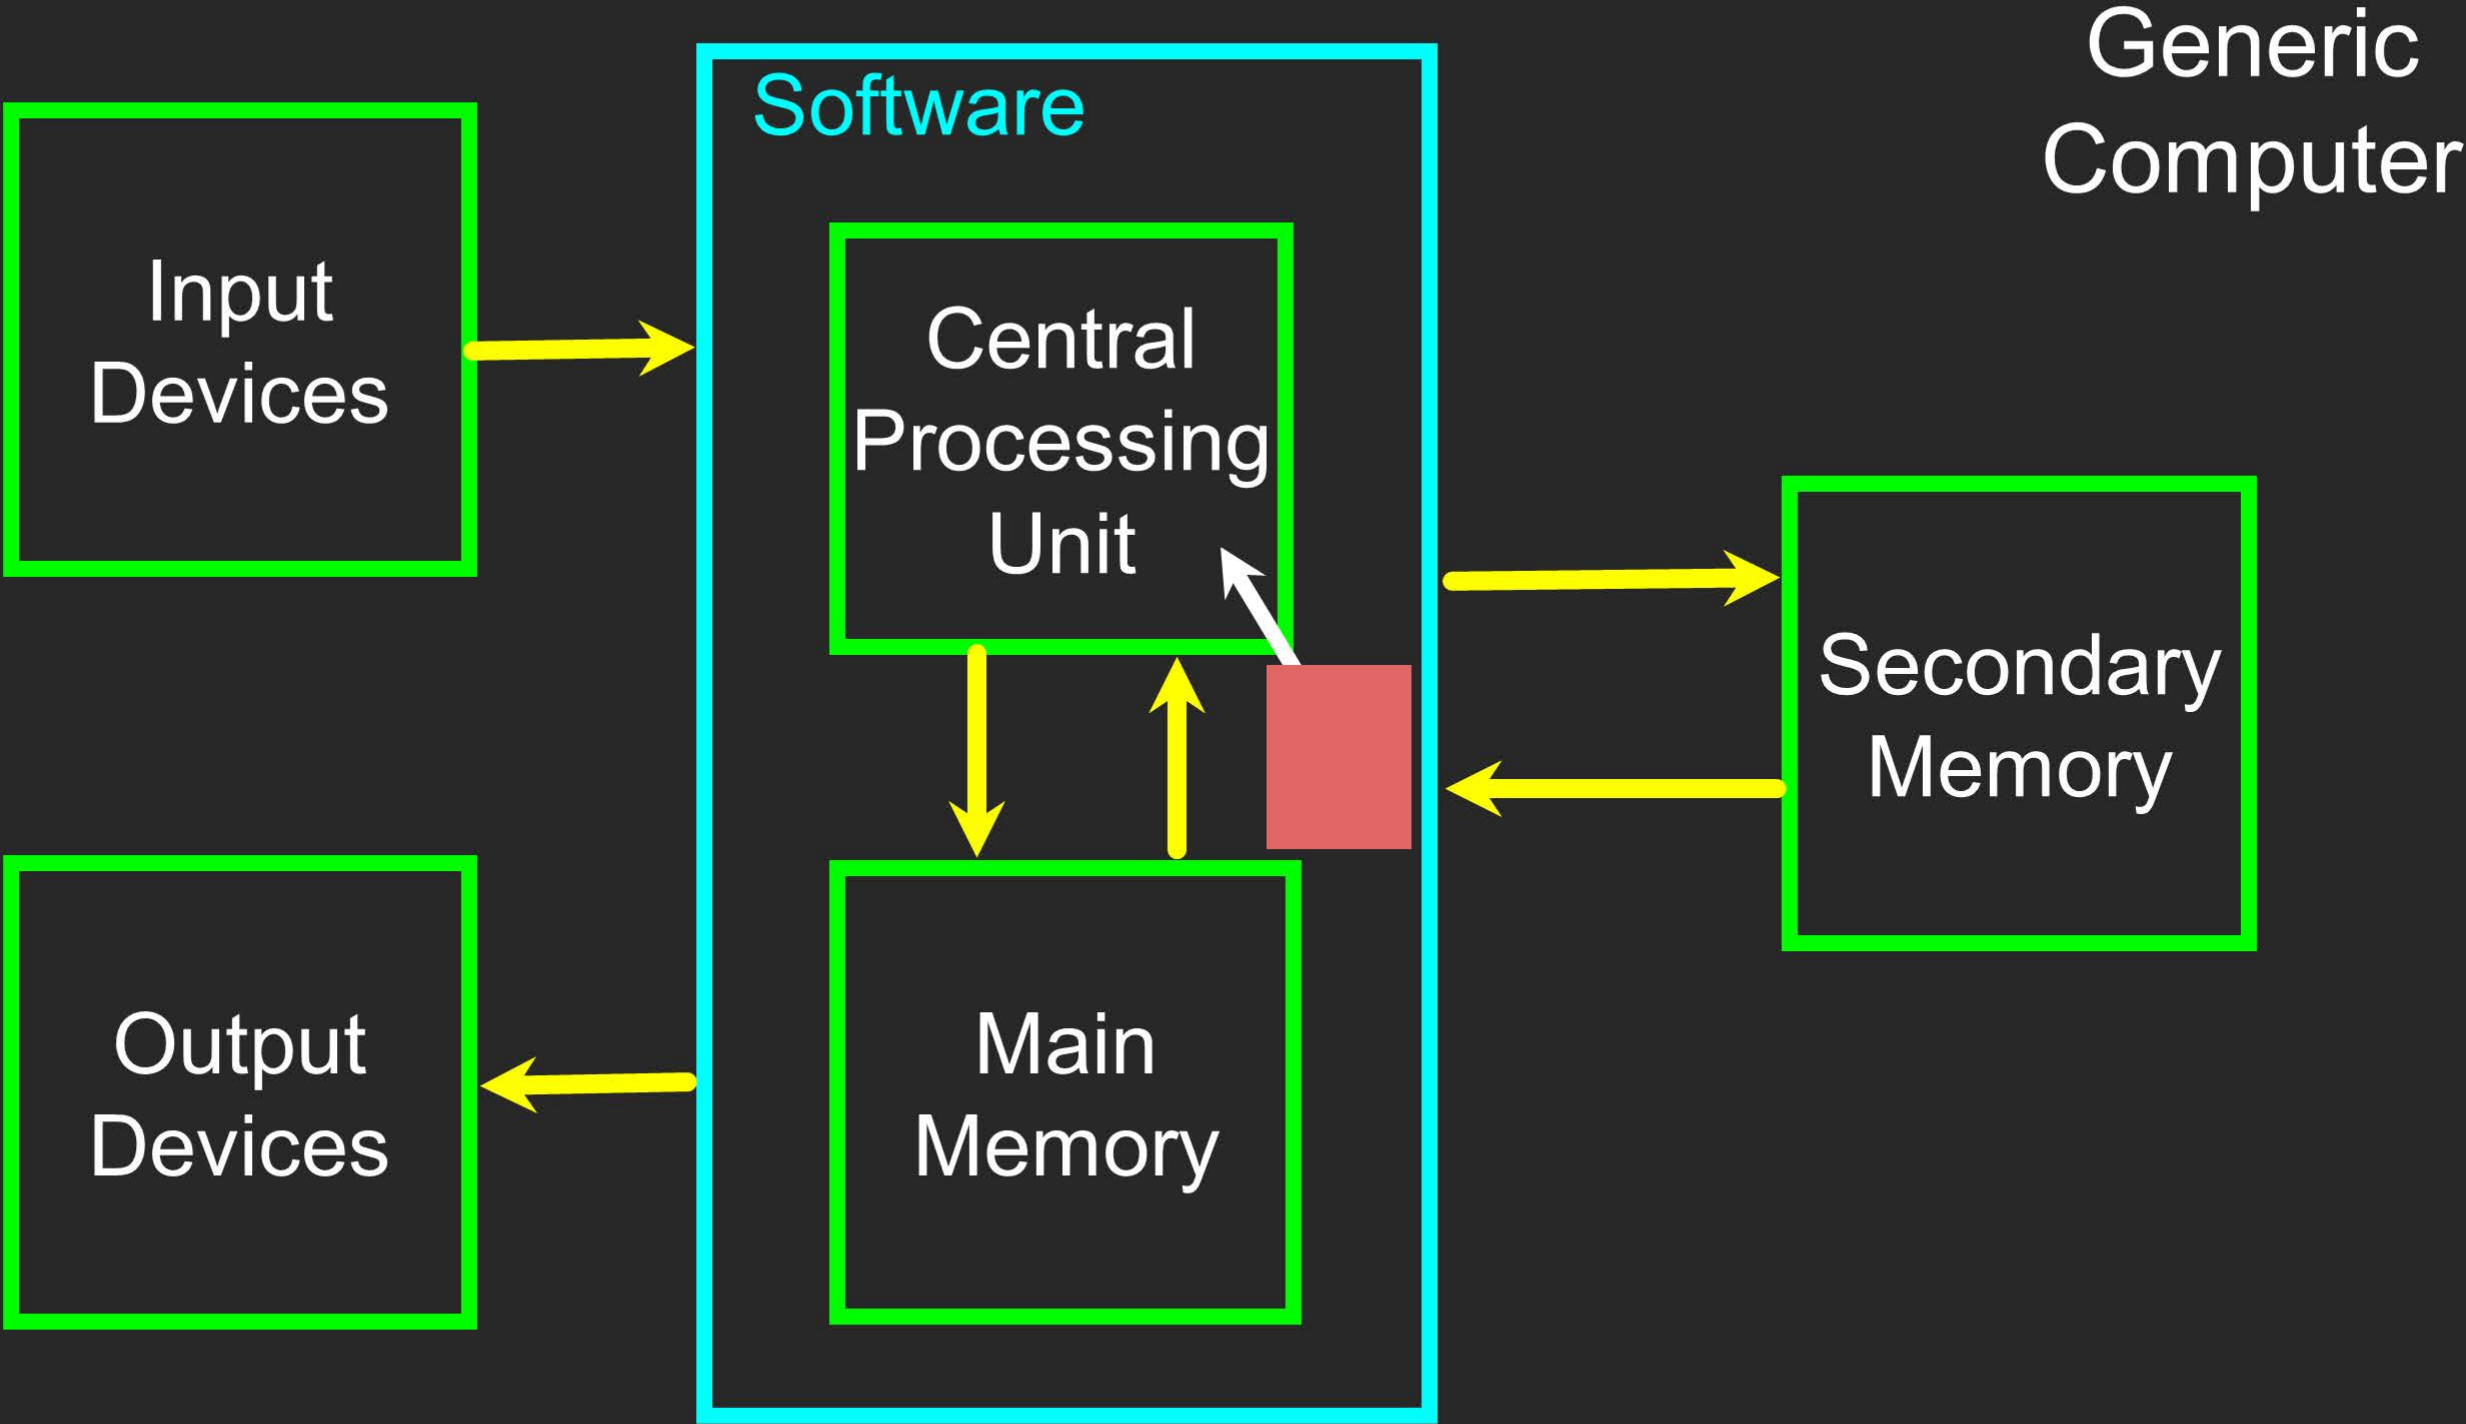 Generic
Computer
Software
Input
Devices
Central
Processing
Unit
Secondary
Memory
Output
Devices
Main
Memory